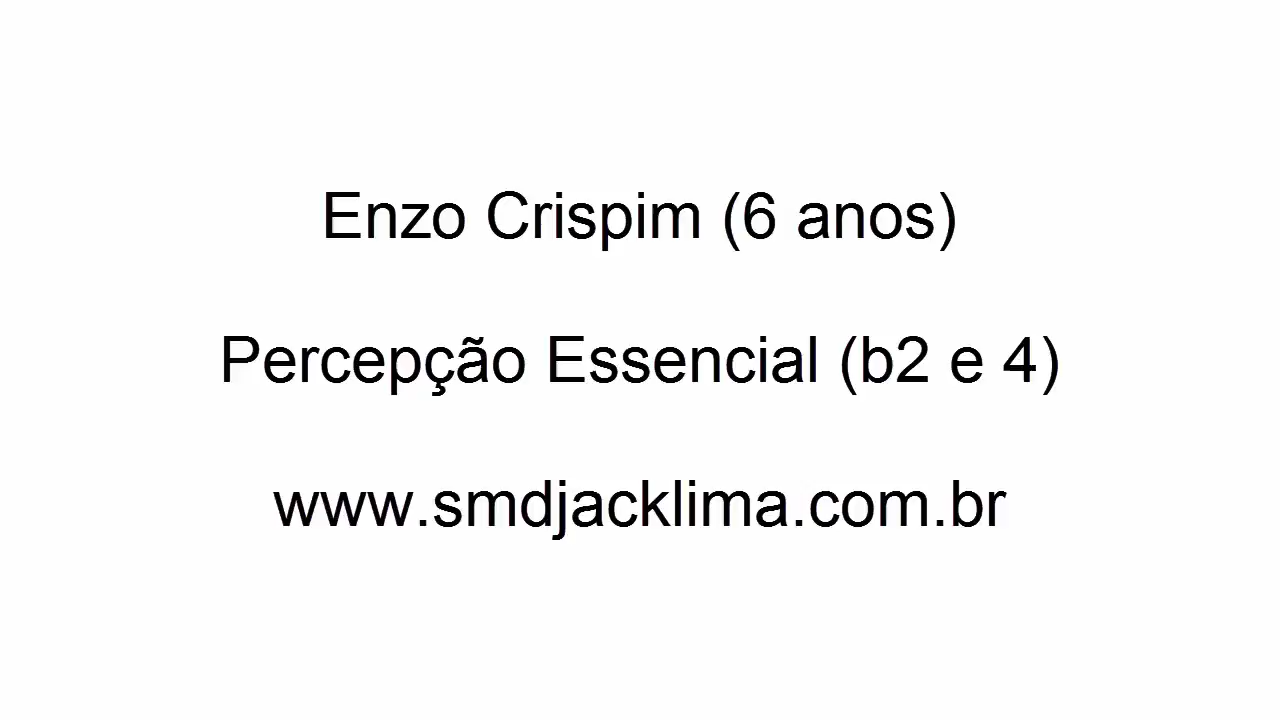 Enzo Crispim (6 anos)
Percepção Essencial (b2 e 4)
www.smdjacklima.com.br